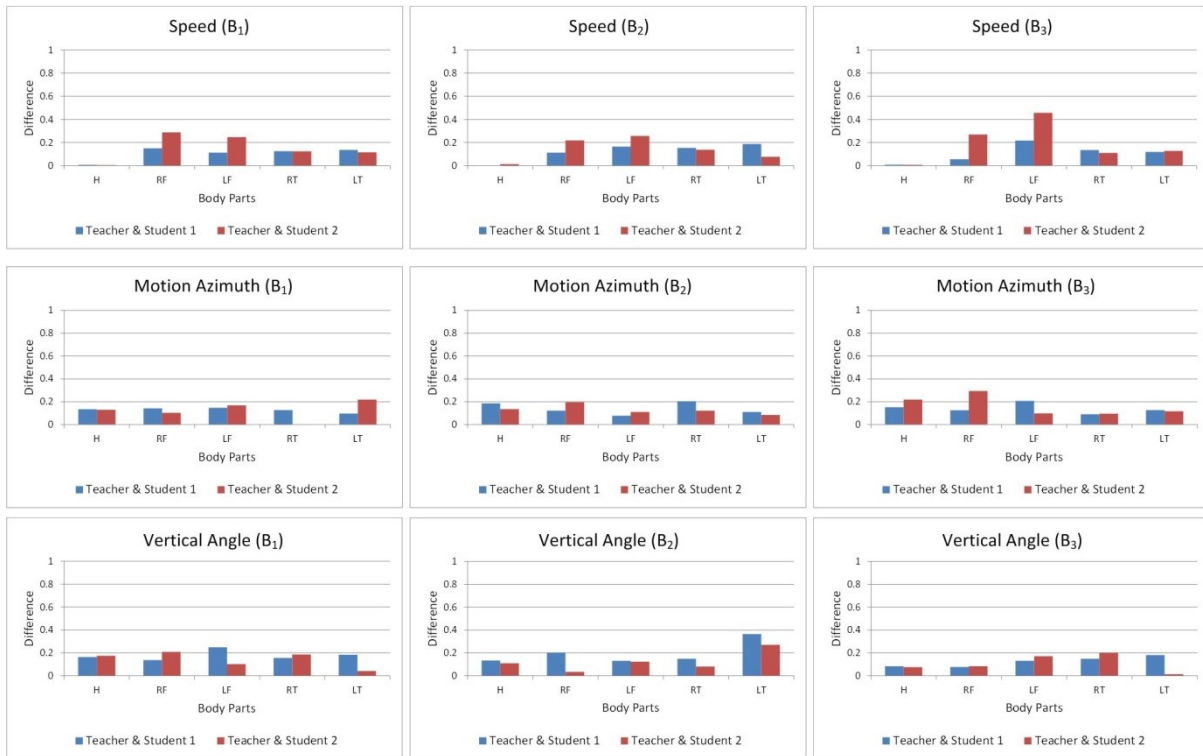 Speed (B₁)
Difference
1
0.8
0.6
0.4
0.2
0
H RF LF RT LT
Body Parts
Teacher & Student 1 Teacher & Student 2
Speed (B₂)
Difference
1
0.8
0.6
0.4
0.2
0
H RF LF RT LT
Body Parts
Teacher & Student 1 Teacher & Student 2
Speed (B₃)
Difference
1
0.8
0.6
0.4
0.2
0
H RF LF RT LT
Body Parts
Teacher & Student 1 Teacher & Student 2
Motion Azimuth (B₁)
Difference
1
0.8
0.6
0.4
0.2
0
H RF LF RT LT
Body Parts
Teacher & Student 1 Teacher & Student 2
Motion Azimuth (B₂)
Difference
1
0.8
0.6
0.4
0.2
0
H RF LF RT LT
Body Parts
Teacher & Student 1 Teacher & Student 2
Motion Azimuth (B₃)
Difference
1
0.8
0.6
0.4
0.2
0
H RF LF RT LT
Body Parts
Teacher & Student 1 Teacher & Student 2
Vertical Angle (B₁)
Difference
1
0.8
0.6
0.4
0.2
0
H RF LF RT LT
Body Parts
Teacher & Student 1 Teacher & Student 2
Vertical Angle (B₂)
Difference
1
0.8
0.6
0.4
0.2
0
H RF LF RT LT
Body Parts
Teacher & Student 1 Teacher & Student 2
Vertical Angle (B₃)
Difference
1
0.8
0.6
0.4
0.2
0
H RF LF RT LT
Body Parts
Teacher & Student 1 Teacher & Student 2